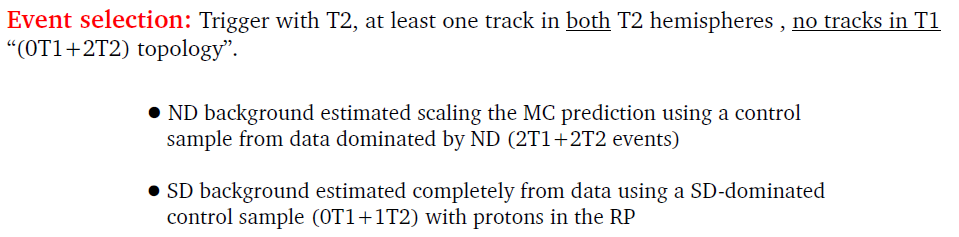 Event selection: Trigger with T2, at least one track in both T2 hemispheres , no tracks in T1
“(0T1+2T2) topology”.
● ND background estimated scaling the MC prediction using a control
sample from data dominated by ND (2T1+2T2 events)
● SD background estimated completely from data using a SD-dominated
control sample (0T1+1T2) with protons in the RP